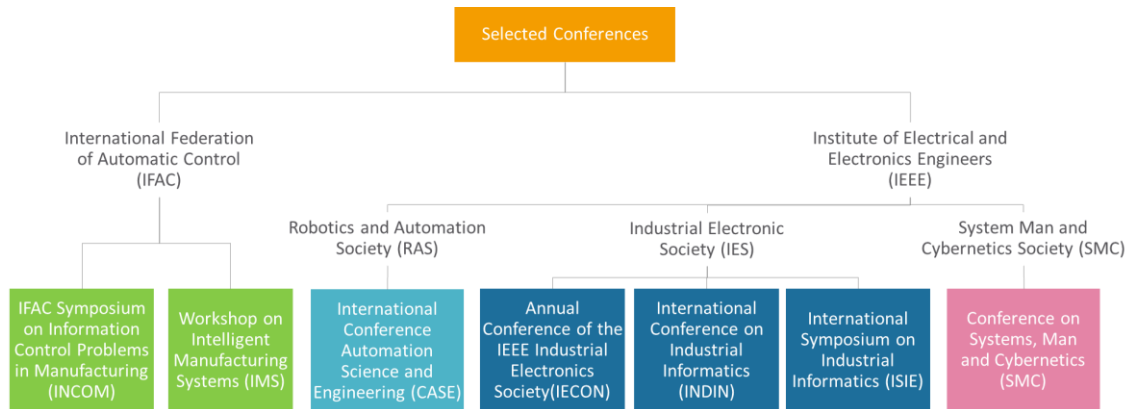 Selected Conferences
International Federation
of Automatic Control
(IFAC)
Institute of Electrical and
Electronics Engineers
(IEEE)
Robotics and Automation
Society (RAS)
Industrial Electronic
Society (IES)
System Man and
Cybernetics Society (SMC)
IFAC Symposium
on Information
Control Problems
in Manufacturing
(INCOM)
Workshop on
Intelligent
Manufacturing
Systems (IMS)
International
Conference
Automation
Science and
Engineering (CASE)
Annual
Conference of the
IEEE Industrial
Electronics
Society(IECON)
International
Conference on
Industrial
Informatics
(INDIN)
International
Symposium on
Industrial
Informatics (ISIE)
Conference on
Systems, Man
and Cybernetics
(SMC)